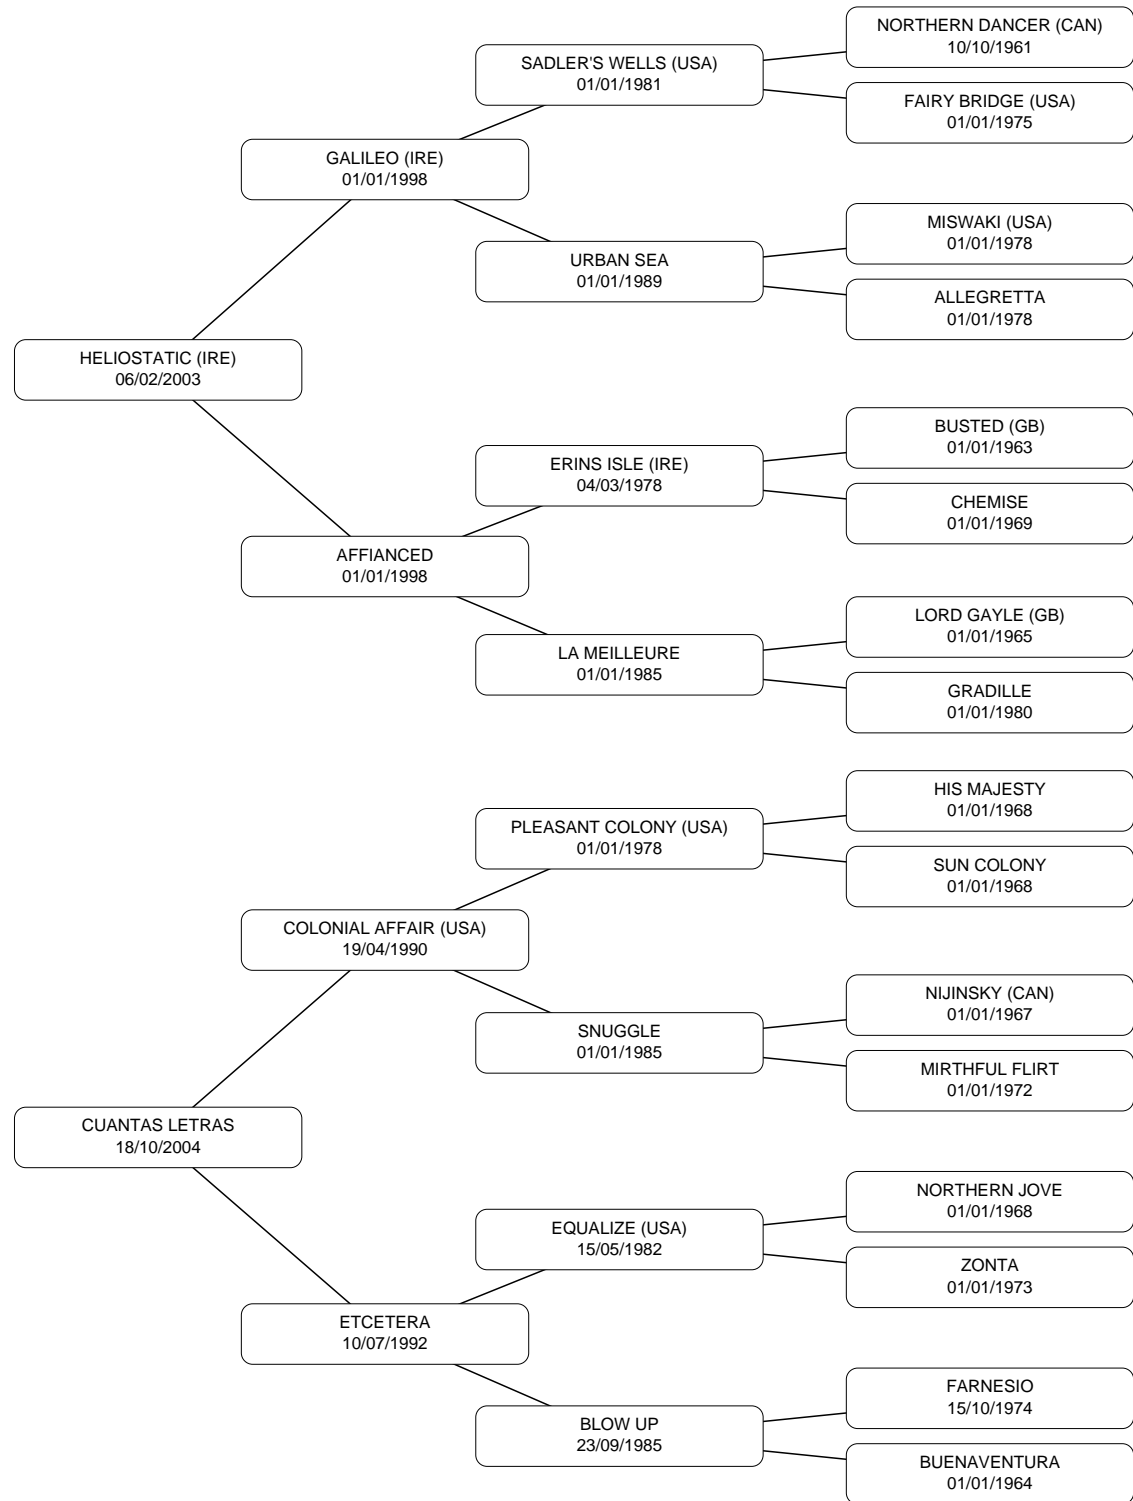 NORTHERN DANCER (CAN)
10/10/1961
SADLER'S WELLS (USA)
01/01/1981
FAIRY BRIDGE (USA)
01/01/1975
GALILEO (IRE)
01/01/1998
MISWAKI (USA)
01/01/1978
URBAN SEA
01/01/1989
ALLEGRETTA
01/01/1978
HELIOSTATIC (IRE)
06/02/2003
BUSTED (GB)
01/01/1963
ERINS ISLE (IRE)
04/03/1978
CHEMISE
01/01/1969
AFFIANCED
01/01/1998
LORD GAYLE (GB)
01/01/1965
LA MEILLEURE
01/01/1985
GRADILLE
01/01/1980
HIS MAJESTY
01/01/1968
PLEASANT COLONY (USA)
01/01/1978
SUN COLONY
01/01/1968
COLONIAL AFFAIR (USA)
19/04/1990
NIJINSKY (CAN)
01/01/1967
SNUGGLE
01/01/1985
MIRTHFUL FLIRT
01/01/1972
CUANTAS LETRAS
18/10/2004
NORTHERN JOVE
01/01/1968
EQUALIZE (USA)
15/05/1982
ZONTA
01/01/1973
ETCETERA
10/07/1992
FARNESIO
15/10/1974
BLOW UP
23/09/1985
BUENAVENTURA
01/01/1964